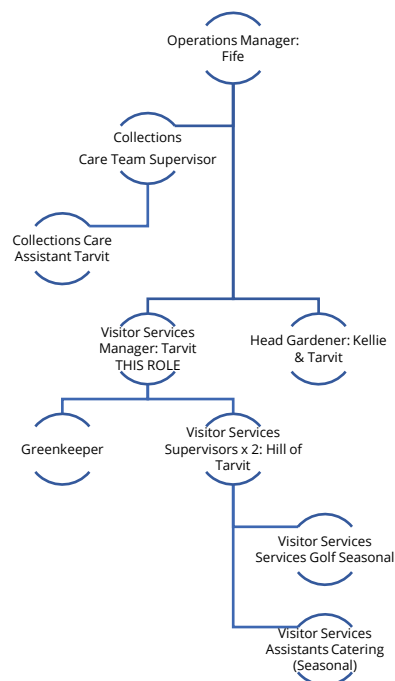 Operations Manager:
Fife
Collections
Care Team Supervisor
Collections Care
Assistant Tarvit
Visitor Services
Manager: Tarvit
THIS ROLE
Head Gardener: Kellie
& Tarvit
Greenkeeper
Visitor Services
Supervisors x 2: Hill of
Tarvit
Visitor Services
Services Golf Seasonal
Visitor Services
Assistants Catering
(Seasonal)